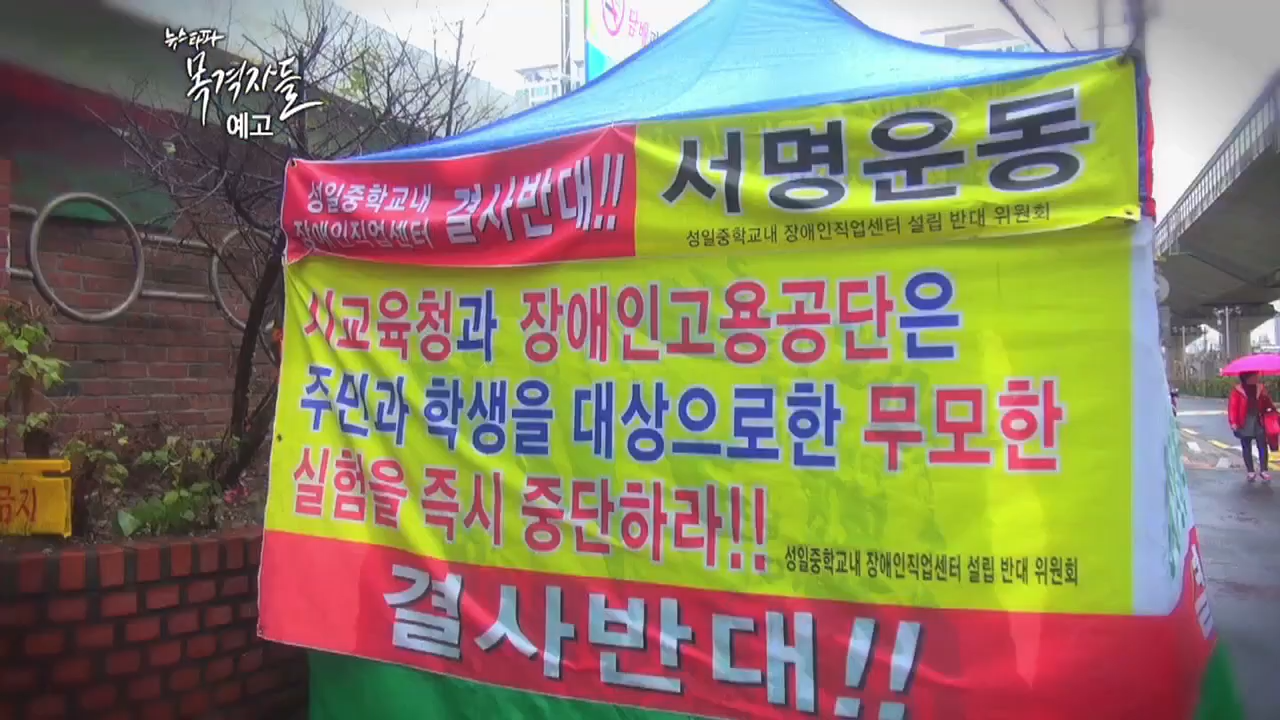 뉴스타파
목격자들
예고
담배
성일중학교내
장애인직업센터
결사반대!!
서명운동
성일중학교내 장애인직업센터 설립 반대 위원회
시교육청과 장애인고용공단은
주민과 학생을 대상으로한 무모한
실험을 즉시 중단하라!!
성일중학교내 장애인직업센터 설립 반대 위원회
결사반대!!
금지